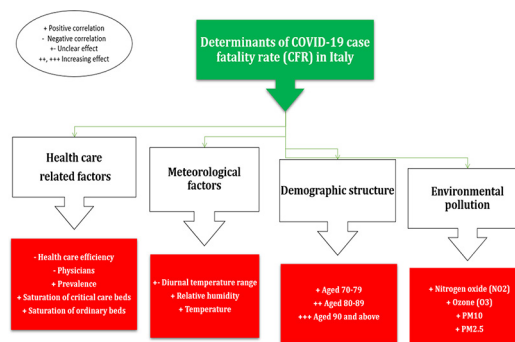 + Positive correlation
- Negative correlation
+- Unclear effect
++, +++ Increasing effect
Determinants of COVID-19 case
fatality rate (CFR) in Italy
Health care
related factors
Meteorological
factors
Demographic structure
Environmental
pollution
- Health care efficiency
- Physicians
+ Prevalence
+ Saturation of critical care beds
+ Saturation of ordinary beds
+- Diurnal temperature range
+ Relative humidity
+ Temperature
+ Aged 70-79
++ Aged 80-89
+++ Aged 90 and above
+ Nitrogen oxide (NO2)
+ Ozone (O3)
+ PM10
+ PM2.5